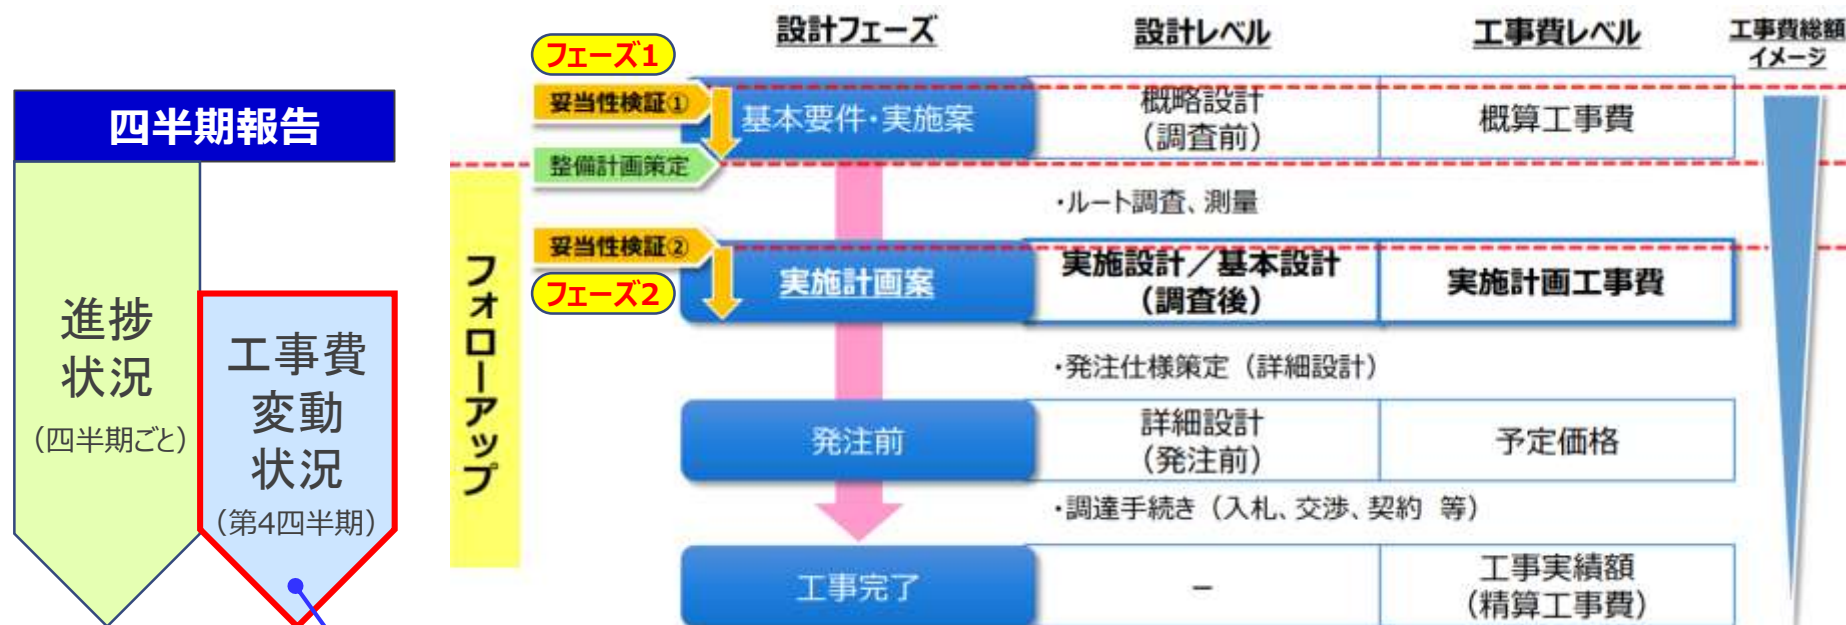 四半期報告
進捗
状況
（四半期ごと）
工事費
変動
状況
（第4四半期）
フォローアップ
設計フェーズ
設計レベル
工事費レベル
工事費総額
イメージ
フェーズ1
妥当性検証①
基本要件・実施案
概略設計
（調査前）
概算工事費
整備計画策定
・ルート調査、測量
妥当性検証②
フェーズ2
実施計画案
実施設計／基本設計
（調査後）
実施計画工事費
・発注仕様策定（詳細設計）
発注前
詳細設計
（発注前）
予定価格
・調達手続き（入札、交渉、契約 等）
工事完了
－
工事実績額
（精算工事費）